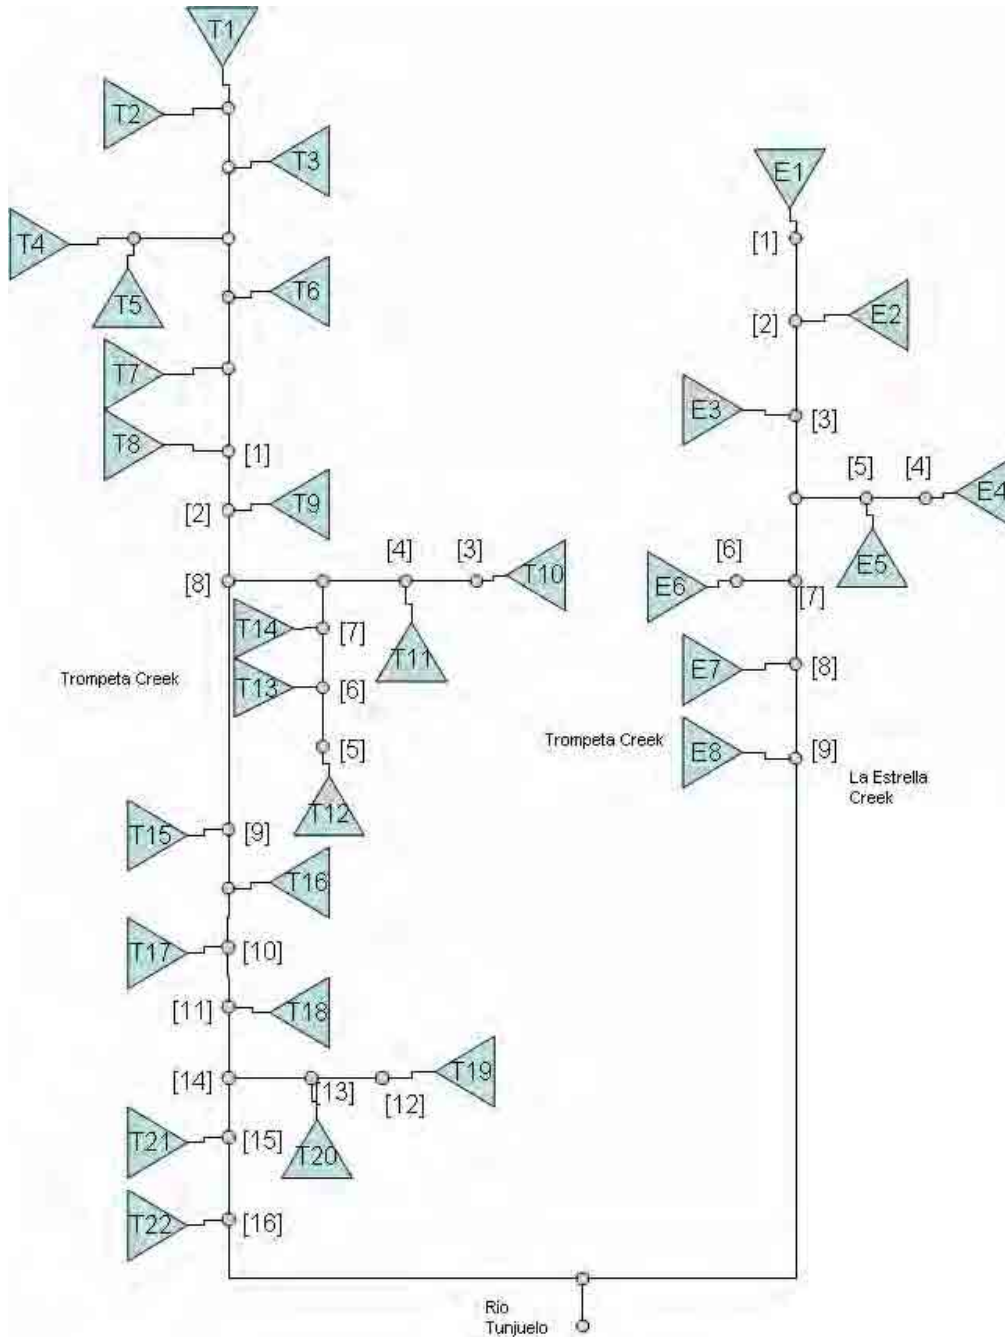 T1
T2
T3
E1
T4
[1]
T5
T6
[2]
E2
T7
E3
[3]
T8
[1]
[5]
[4]
E4
[2]
T9
E5
[8]
[4]
[3]
T10
[6]
E6
[7]
T14
[7]
T11
E7
[8]
Trompeta Creek
T13
[6]
Trompeta Creek
[5]
E8
[9]
La Estrella
Creek
T12
T15
[9]
T16
T17
[10]
[11]
T18
[14]
[13]
T19
[12]
T21
[15]
T20
T22
[16]
Río
Tunjuelo